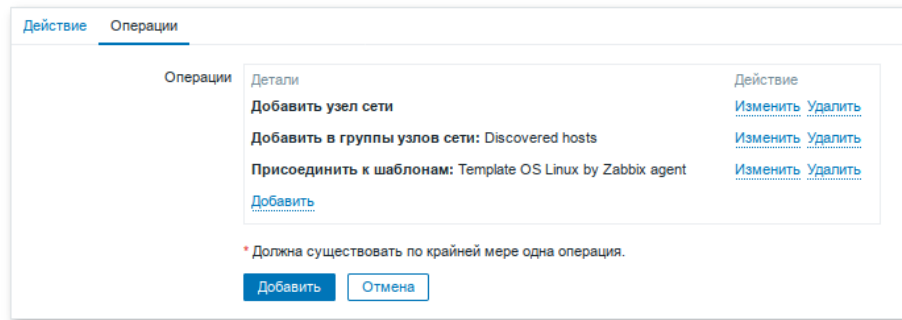 Действие Операции
Операции Детали Действие
Добавить узел сети Изменить Удалить
Добавить в группы узлов сети: Discovered hosts Изменить Удалить
Присоединить к шаблонам: Template OS Linux by Zabbix agent Изменить Удалить
Добавить
* Должна существовать по крайней мере одна операция.
Добавить Отмена